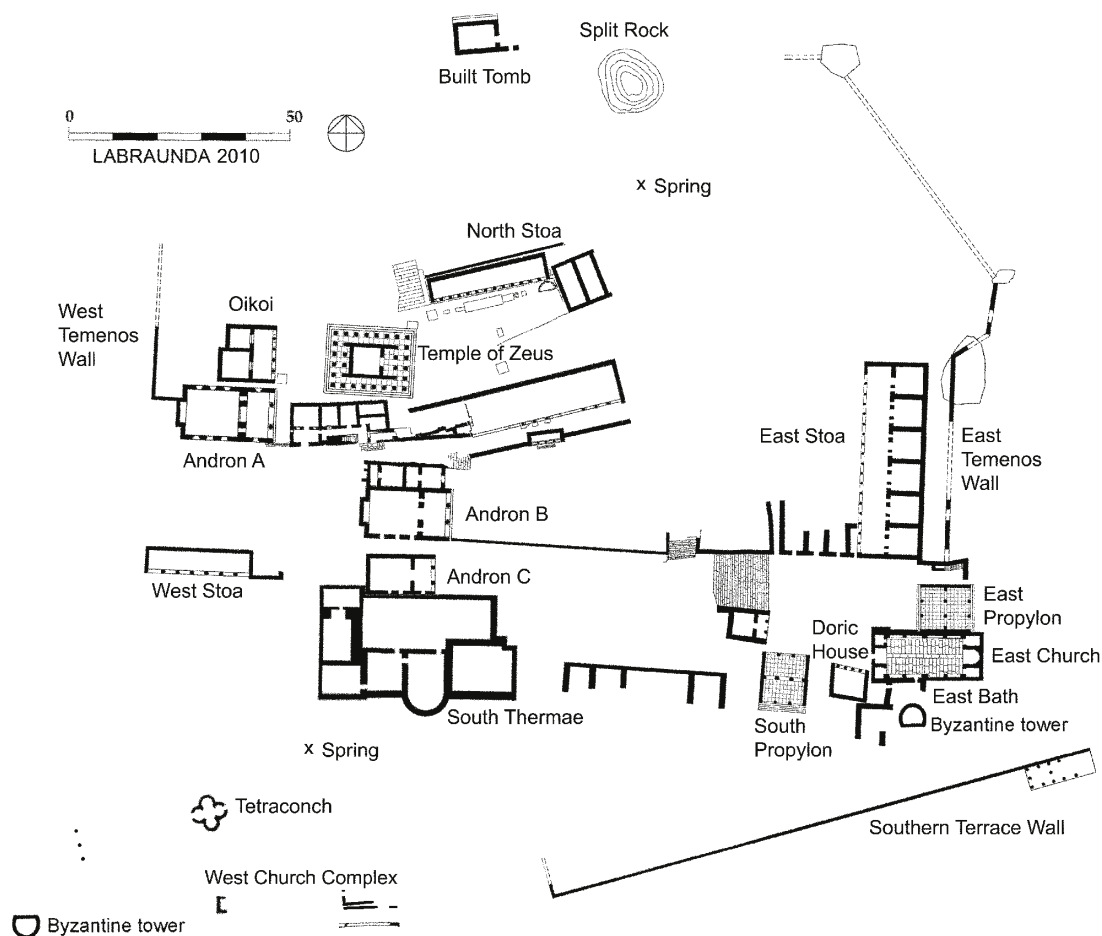 Split Rock
Built Tomb
0 50
LABRAUNDA 2010
x Spring
North Stoa
West
Temenos
Wall
Oikoi
Temple of Zeus
East Stoa
East
Temenos
Wall
Andron A
Andron B
Andron C
West Stoa
East
Propylon
Doric
House
East Church
East Bath
Byzantine tower
South Thermae
South
Propylon
x Spring
Tetraconch
Southern Terrace Wall
West Church Complex
Byzantine tower